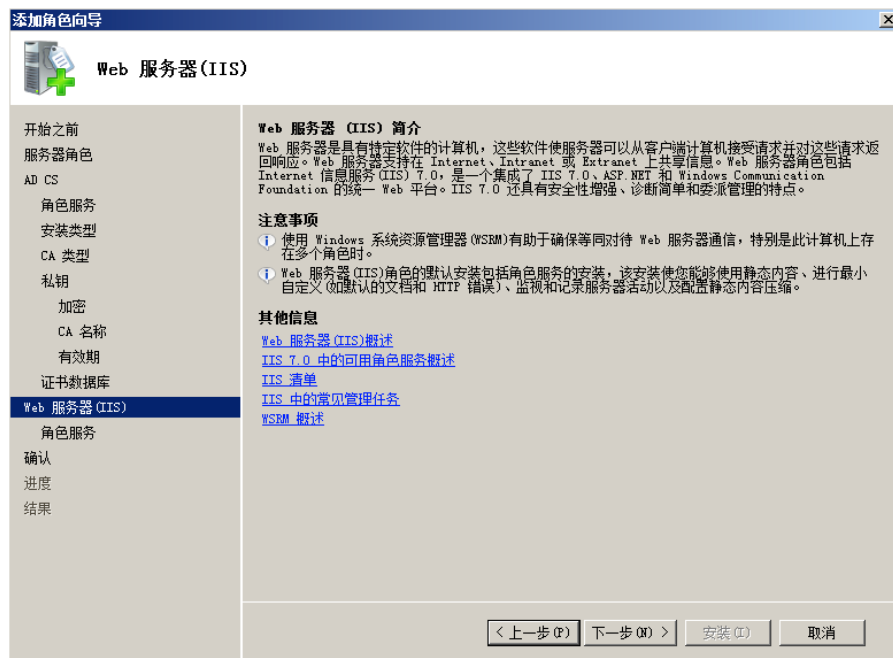 添加角色向导
Web 服务器(IIS)
开始之前
服务器角色
AD CS
角色服务
安装类型
CA 类型
私钥
加密
CA 名称
有效期
证书数据库
Web 服务器(IIS)
角色服务
确认
进度
结果
Web 服务器 (IIS) 简介
Web 服务器是具有特定软件的计算机，这些软件使服务器可以从客户端计算机接受请求并对这些请求返
回响应。Web 服务器支持在 Internet、Intranet 或 Extranet 上共享信息。Web 服务器角色包括
Internet 信息服务(IIS) 7.0，是一个集成了 IIS 7.0、ASP.NET 和 Windows Communication
Foundation 的统一 Web 平台。IIS 7.0 还具有安全性增强、诊断简单和委派管理的特点。
注意事项
使用 Windows 系统资源管理器(WSRM)有助于确保等同对待 Web 服务器通信，特别是此计算机上存
在多个角色时。
Web 服务器(IIS)角色的默认安装包括角色服务的安装，该安装使您能够使用静态内容、进行最小
自定义(如默认的文档和 HTTP 错误)、监视和记录服务器活动以及配置静态内容压缩。
其他信息
Web 服务器(IIS)概述
IIS 7.0 中的可用角色服务概述
IIS 清单
IIS 中的常见管理任务
WSRM 概述
< 上一步(P)
下一步(N) >
安装(I)
取消